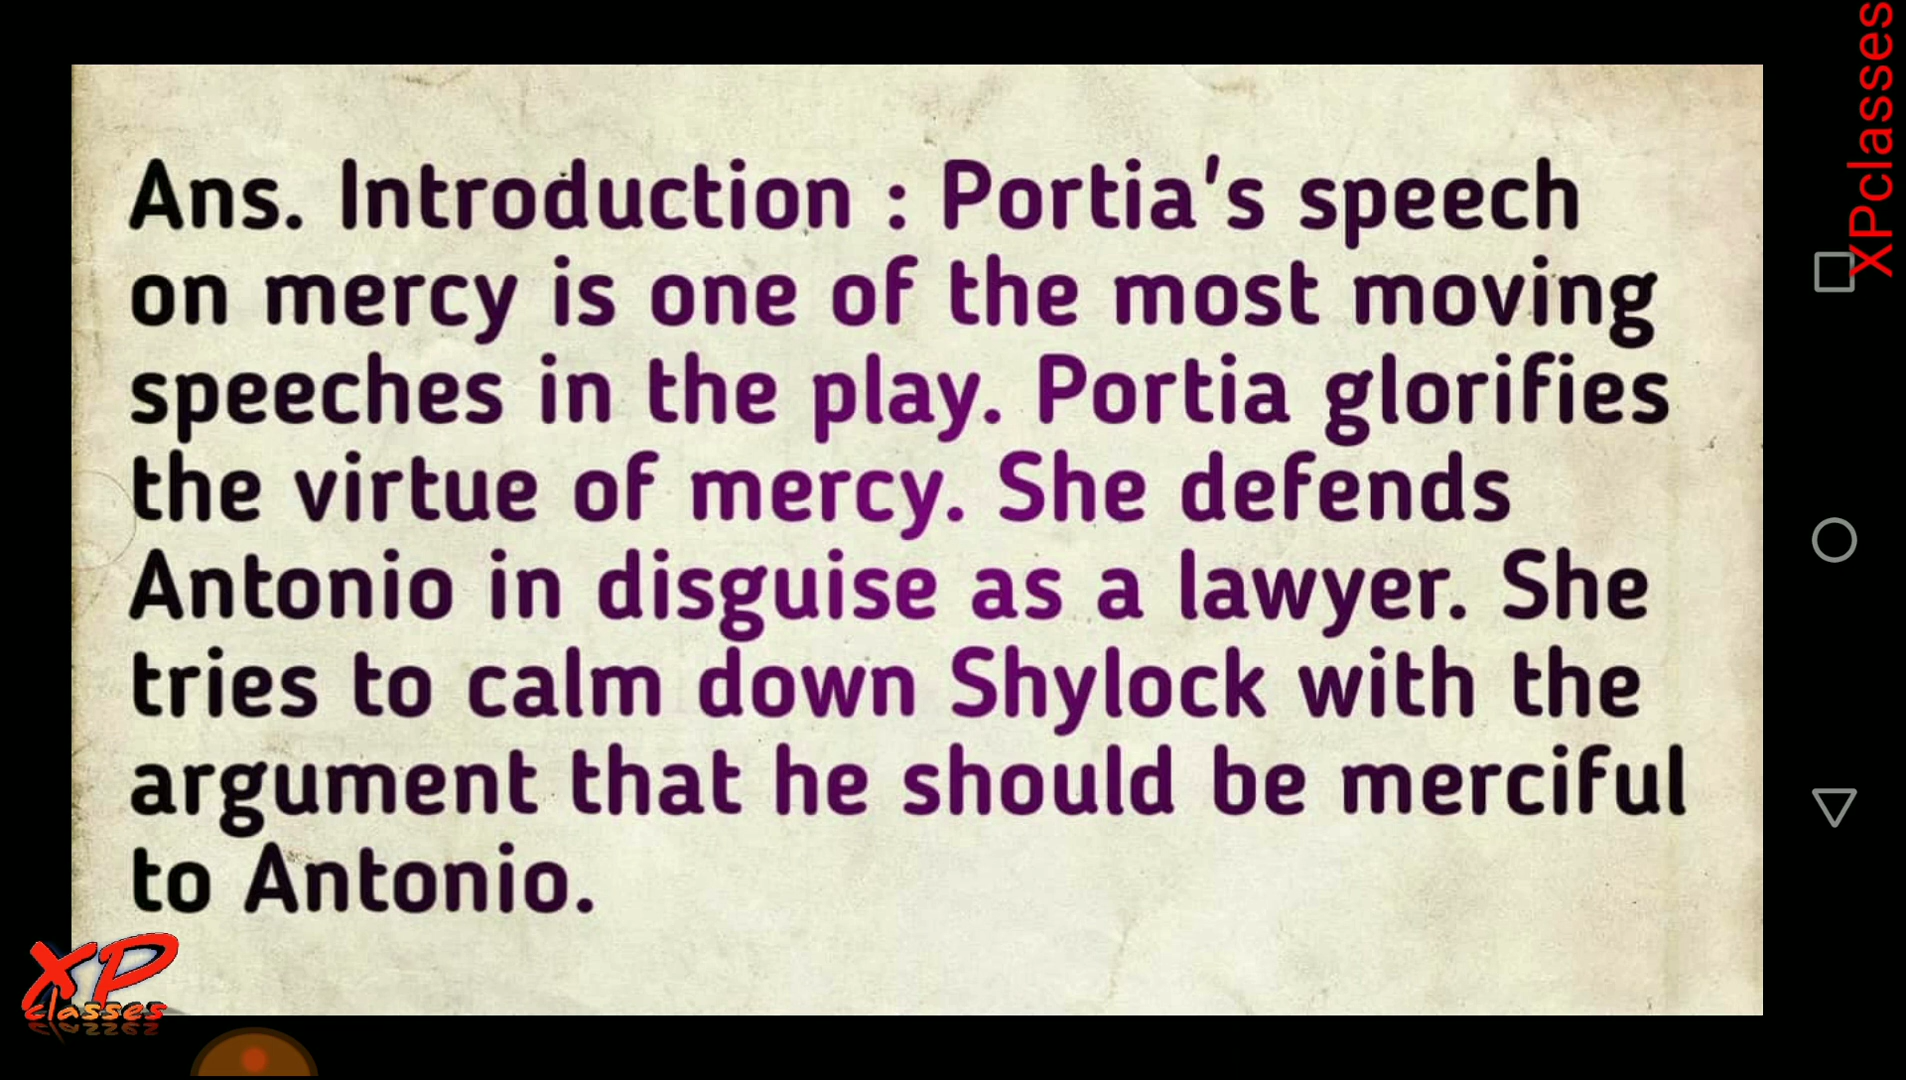 Ans. Introduction : Portia's speech
on mercy is one of the most moving
speeches in the play. Portia glorifies
the virtue of mercy. She defends
Antonio in disguise as a lawyer. She
tries to calm down Shylock with the
argument that he should be merciful
to Antonio.
XP
classes
XPclasses